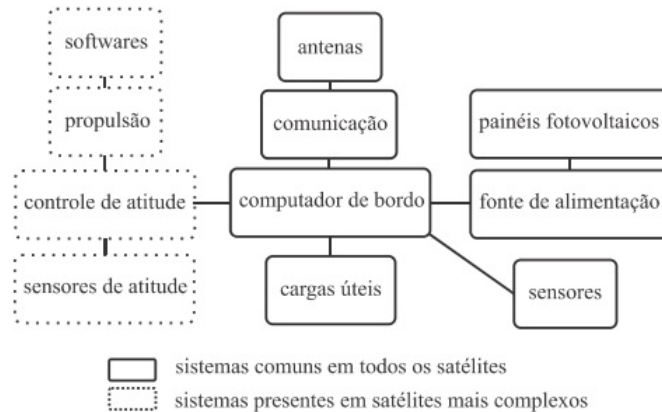 softwares
antenas
propulsão
comunicação
painéis fotovoltaicos
controle de atitude
computador de bordo
fonte de alimentação
sensores de atitude
cargas úteis
sensores
sistemas comuns em todos os satélites
sistemas presentes em satélites mais complexos